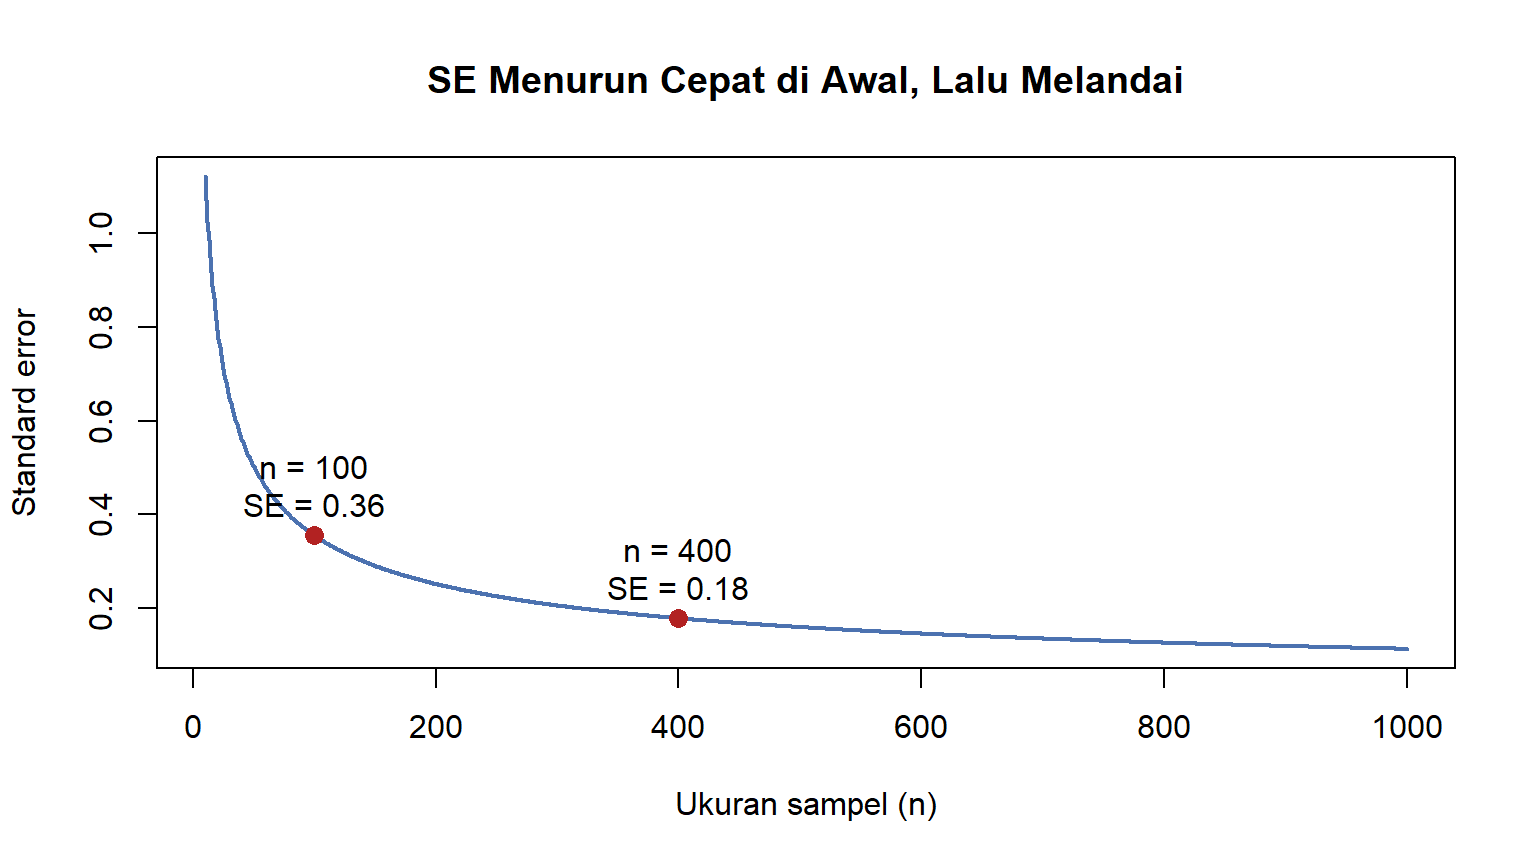 SE Menurun Cepat di Awal, Lalu Melandai
Standard error
1.0
0.8
0.6
0.4
0.2
n = 100
SE = 0.36
n = 400
SE = 0.18
0 200 400 600 800 1000
Ukuran sampel (n)